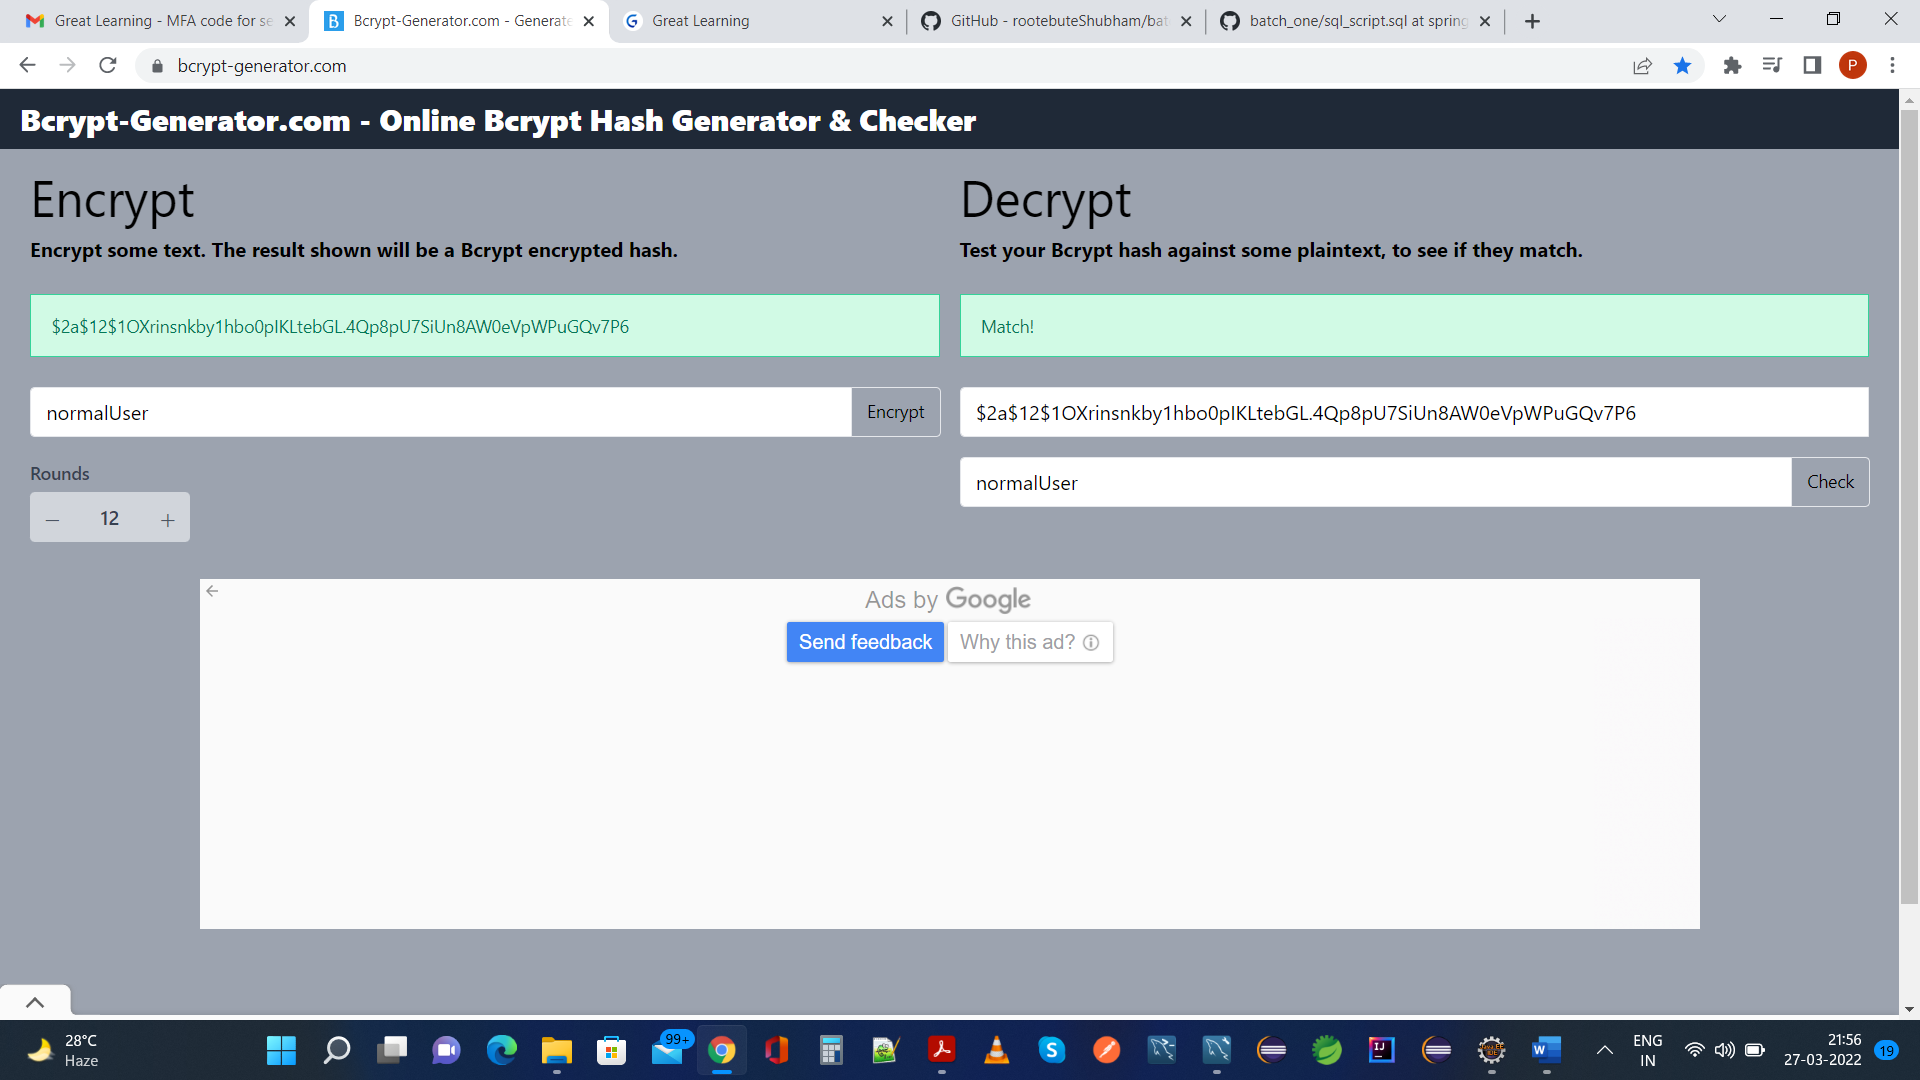 Great Learning - MFA code for se
Bcrypt-Generator.com - Generate
Great Learning
GitHub - rootebuteShubham/bat
batch_one/sql_script.sql at spring
bcrypt-generator.com
P
Bcrypt-Generator.com - Online Bcrypt Hash Generator & Checker
Encrypt
Encrypt some text. The result shown will be a Bcrypt encrypted hash.
$2a$12$1OXrinsnkby1hbo0pIKLtebGL.4Qp8pU7SiUn8AW0eVpWPuGQv7P6
normalUser
Encrypt
Rounds
12
Decrypt
Test your Bcrypt hash against some plaintext, to see if they match.
Match!
$2a$12$1OXrinsnkby1hbo0pIKLtebGL.4Qp8pU7SiUn8AW0eVpWPuGQv7P6
normalUser
Check
Ads by Google
Send feedback
Why this ad?
28°C
Haze
99+
ENG
IN
21:56
27-03-2022
19